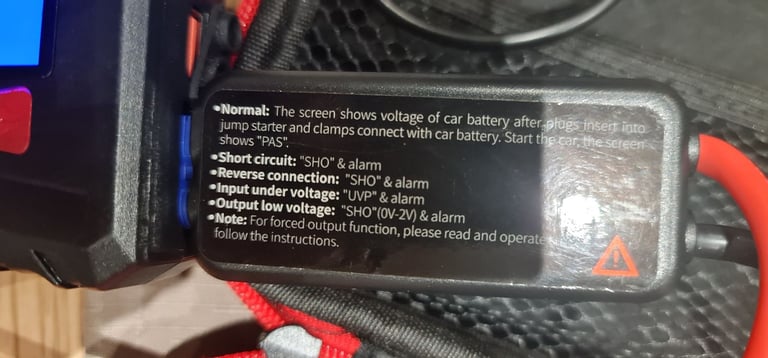 •Normal: The screen shows voltage of car battery after plugs insert into
jump starter and clamps connect with car battery. Start the car, the screen
shows "PAS".
•Short circuit: "SHO" & alarm
•Reverse connection: "SHO" & alarm
•Input under voltage: "UVP" & alarm
•Output low voltage: "SHO"(0V-2V) & alarm
•Note: For forced output function, please read and operate
follow the instructions.